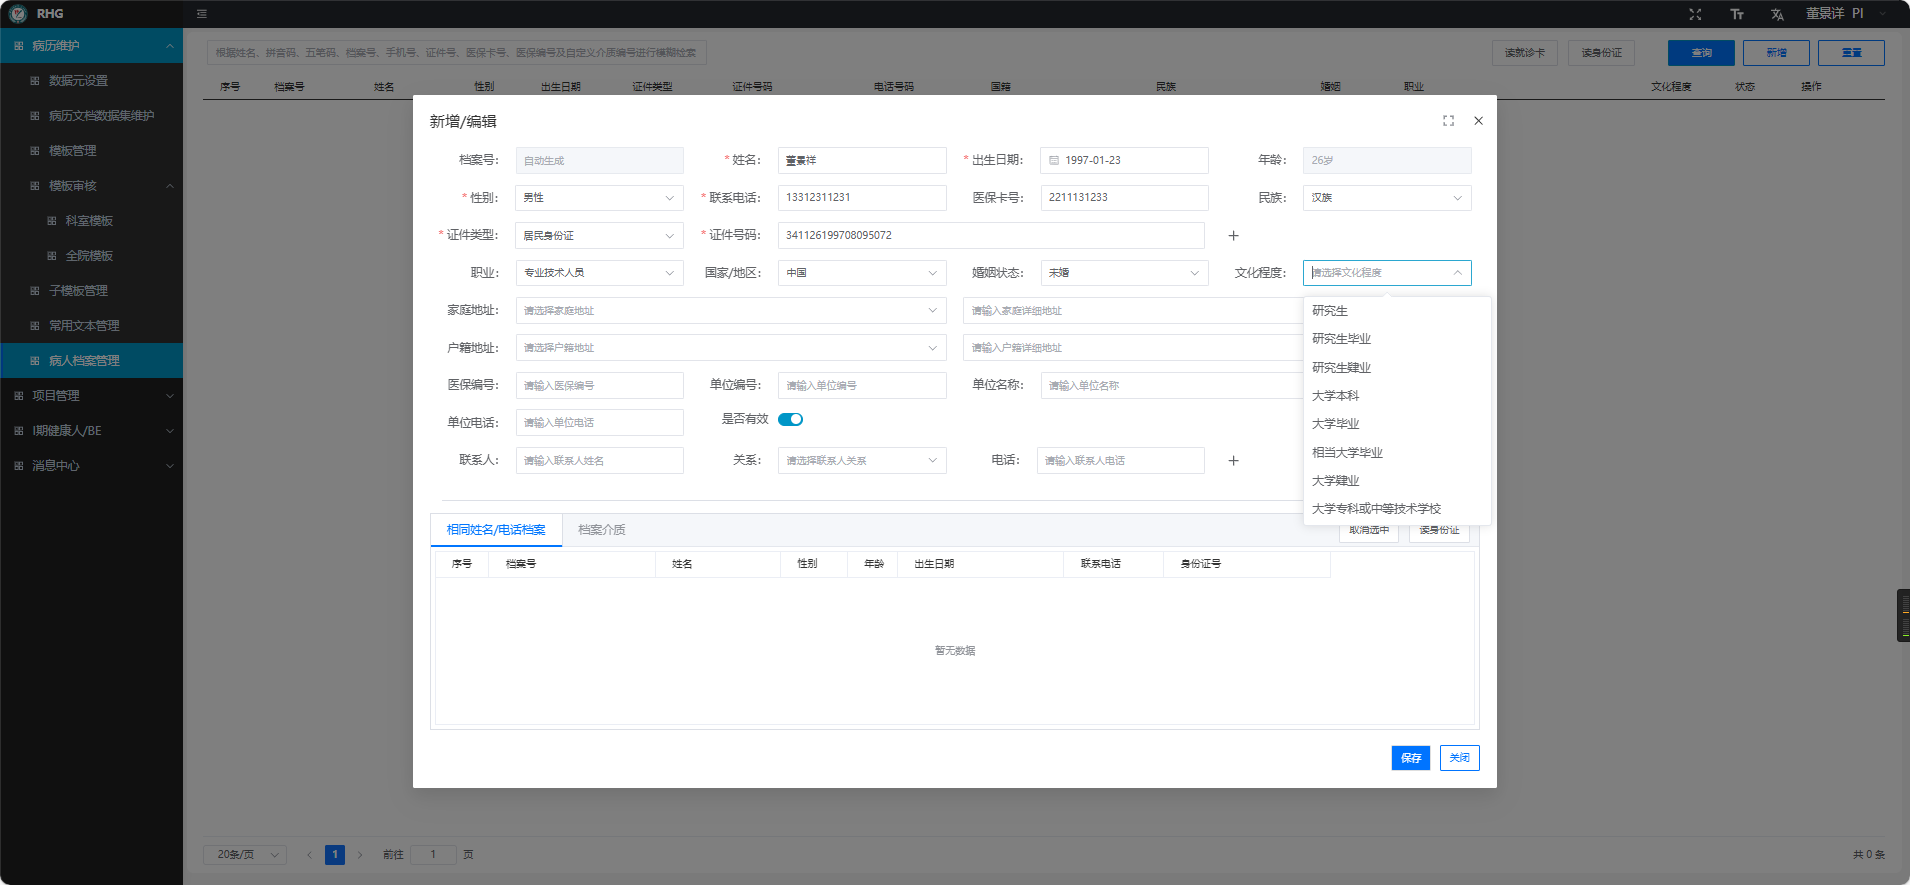 RHG
董景详 PI
病历维护
数据元设置
病历文档数据集维护
模板管理
模板审核
科室模板
全院模板
子模板管理
常用文本管理
病人档案管理
项目管理
I期健康人/BE
消息中心
根据姓名、拼音码、五笔码、档案号、手机号、证件号、医保卡号、医保编号及自定义介质编号进行模糊检索
读就诊卡 读身份证 查询 新增 重置
序号 档案号 姓名 性别 出生日期 证件类型 证件号码 电话号码 国籍 民族 婚姻 职业 文化程度 状态 操作
新增/编辑
档案号: 自动生成 * 姓名: 董景祥 * 出生日期: 1997-01-23 年龄: 26岁
* 性别: 男性 * 联系电话: 13312311231 医保卡号: 2211131233 民族: 汉族
* 证件类型: 居民身份证 * 证件号码: 341126199708095072
职业: 专业技术人员 国家/地区: 中国 婚姻状态: 未婚 文化程度: 请选择文化程度
家庭地址: 请选择家庭地址 请输入家庭详细地址
户籍地址: 请选择户籍地址 请输入户籍详细地址
医保编号: 请输入医保编号 单位编号: 请输入单位编号 单位名称: 请输入单位名称
单位电话: 请输入单位电话 是否有效
联系人: 请输入联系人姓名 关系: 请选择联系人关系 电话: 请输入联系人电话
研究生
研究生毕业
研究生肄业
大学本科
大学毕业
相当大学毕业
大学肄业
大学专科或中等技术学校
相同姓名/电话档案 档案介质 取消选中 读身份证
序号 档案号 姓名 性别 年龄 出生日期 联系电话 身份证号
暂无数据
保存 关闭
20条/页 1 前往 1 页 共 0 条